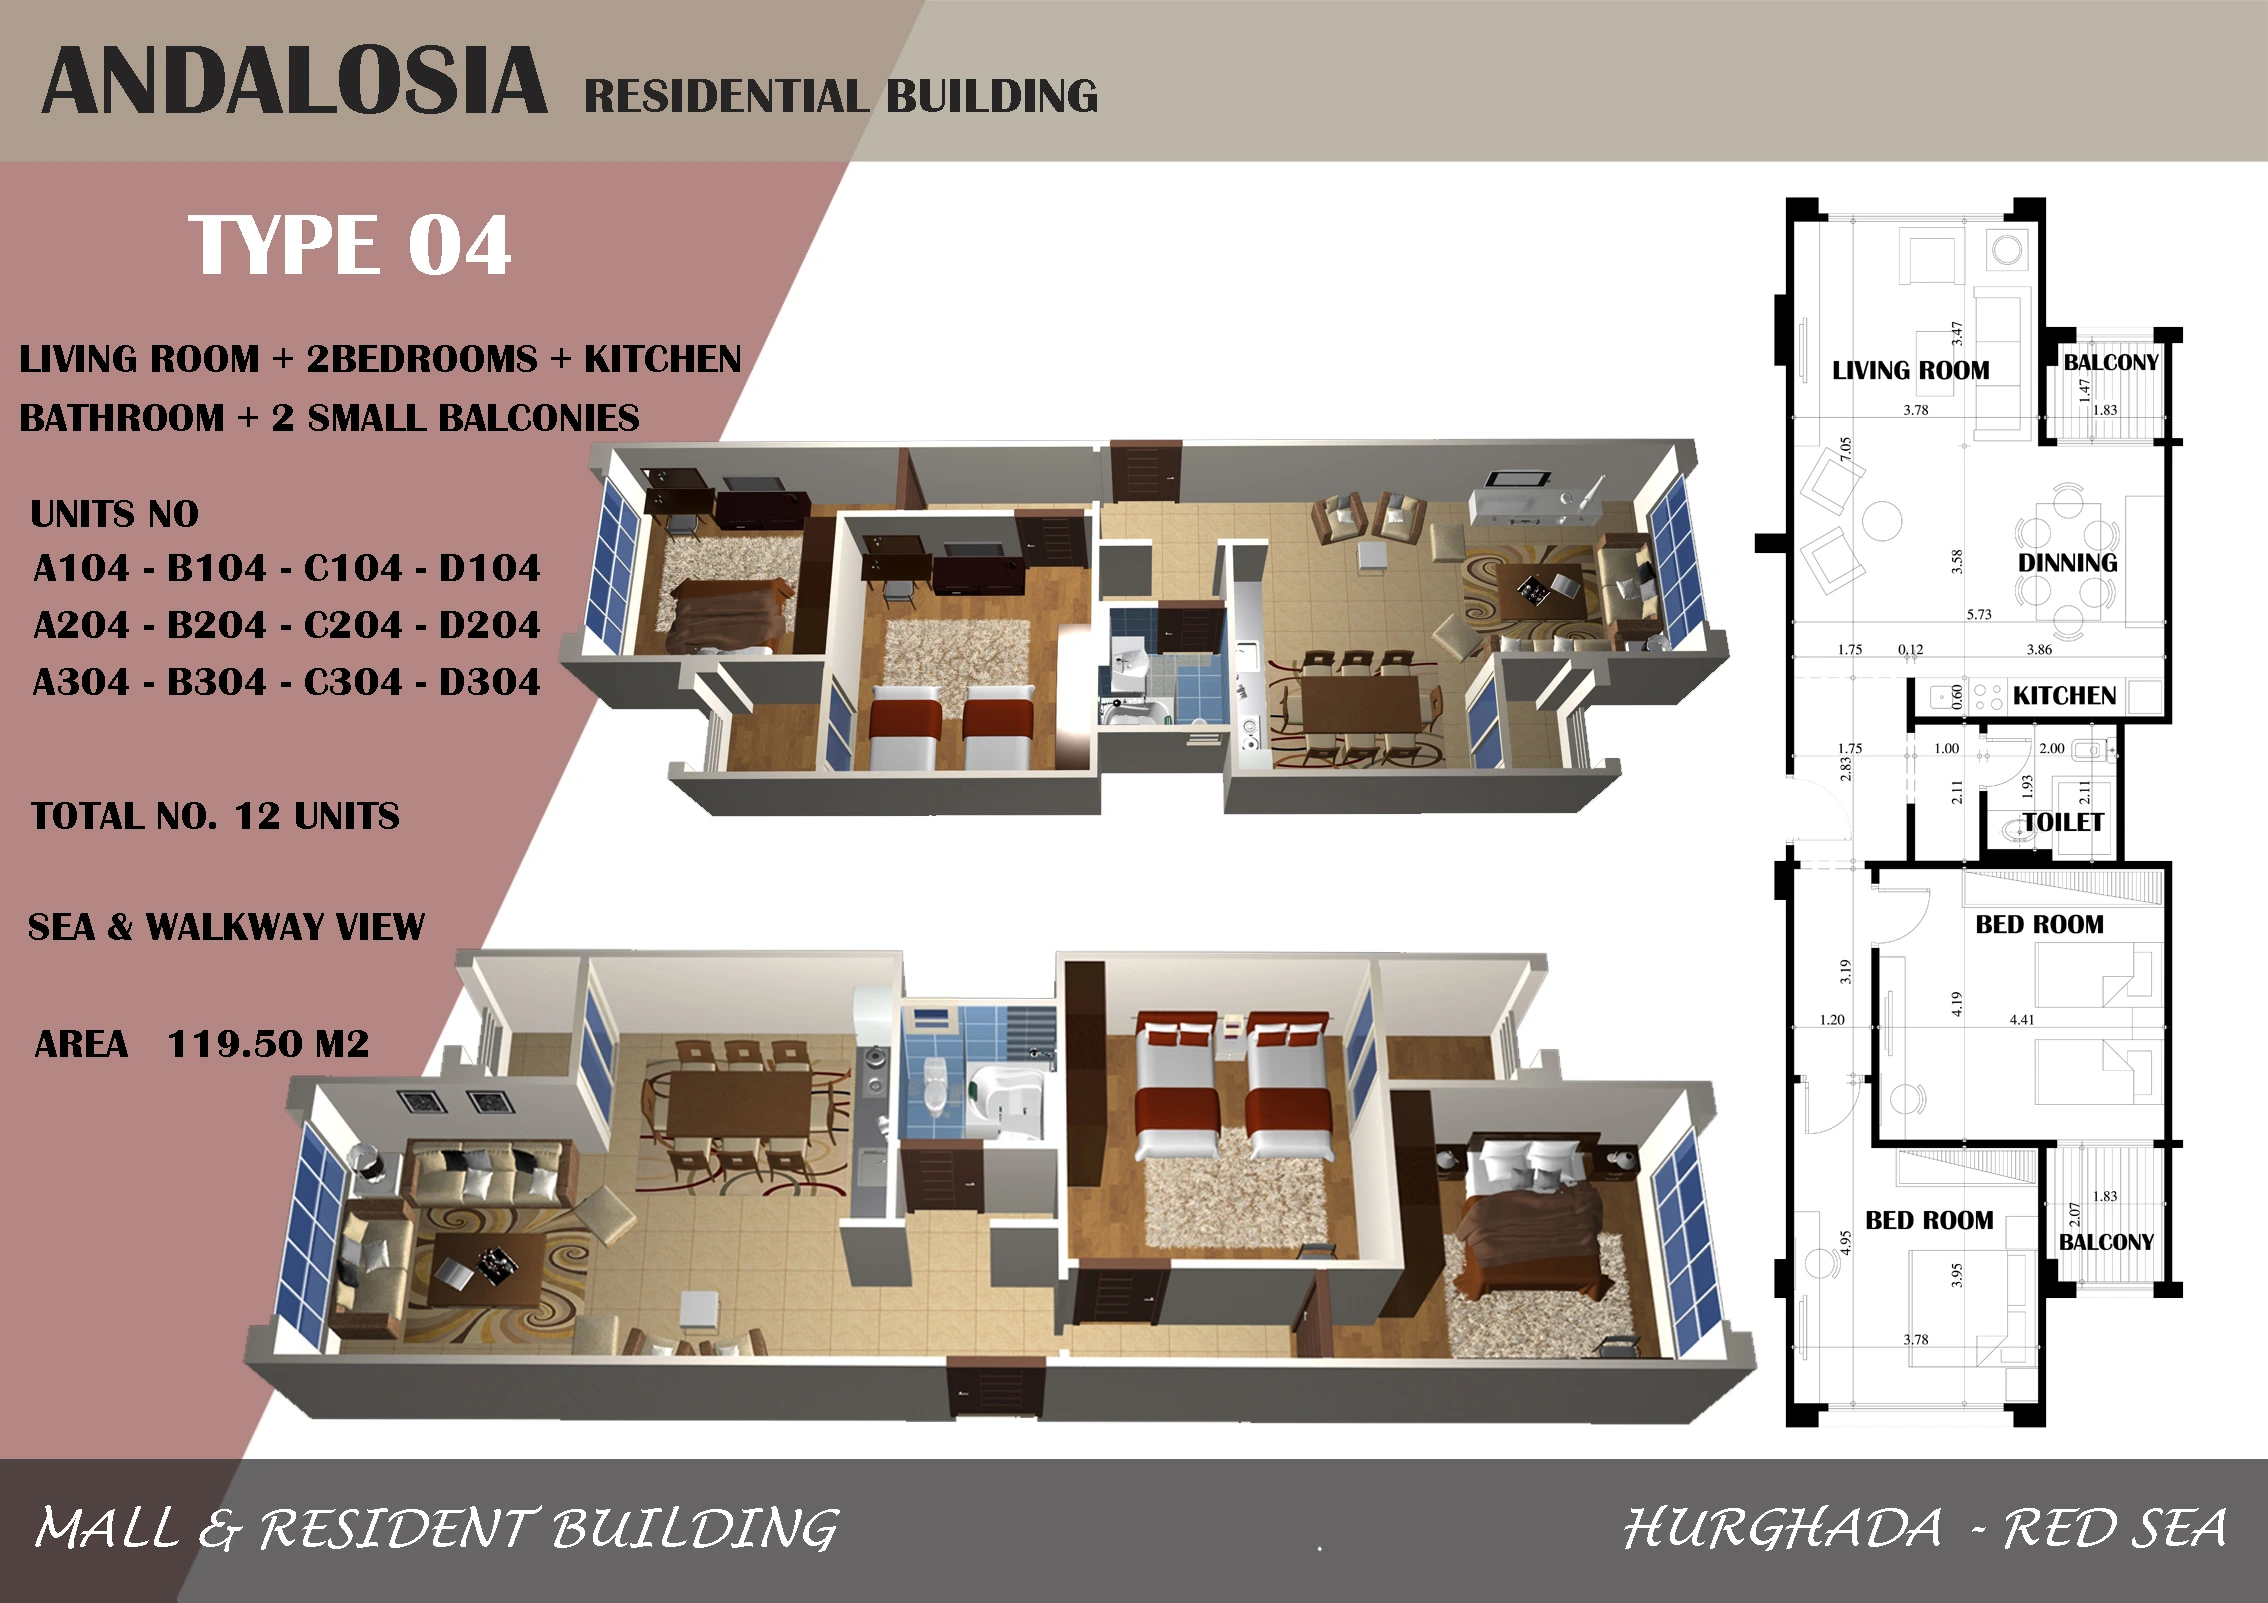 ANDALOSIA RESIDENTIAL BUILDING
TYPE 04
LIVING ROOM + 2BEDROOMS + KITCHEN
BATHROOM + 2 SMALL BALCONIES
UNITS NO
A104 - B104 - C104 - D104
A204 - B204 - C204 - D204
A304 - B304 - C304 - D304
TOTAL NO. 12 UNITS
SEA & WALKWAY VIEW
AREA 119.50 M2
3.47
LIVING ROOM
BALCONY
1.47
3.78
1.83
7.05
3.58
DINNING
5.73
1.75 0.12 3.86
0.60
KITCHEN
1.75 1.00 2.00
2.83
2.11
1.93
2.11
TOILET
BED ROOM
3.19
4.19
1.20
4.41
1.83
2.07
BED ROOM
BALCONY
4.95
3.95
3.78
MALL & RESIDENT BUILDING
HURGHADA - RED SEA